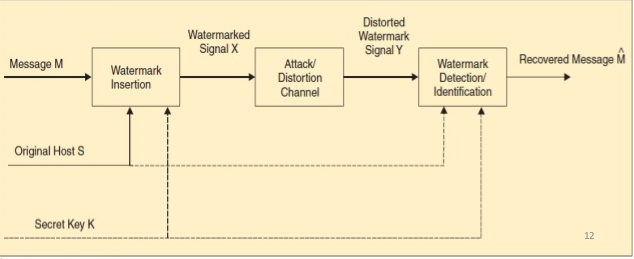 Message M
Watermark
Insertion
Watermarked
Signal X
Attack/
Distortion
Channel
Distorted
Watermark
Signal Y
Watermark
Detection/
Identification
Recovered Message M̂
Original Host S
Secret Key K
12